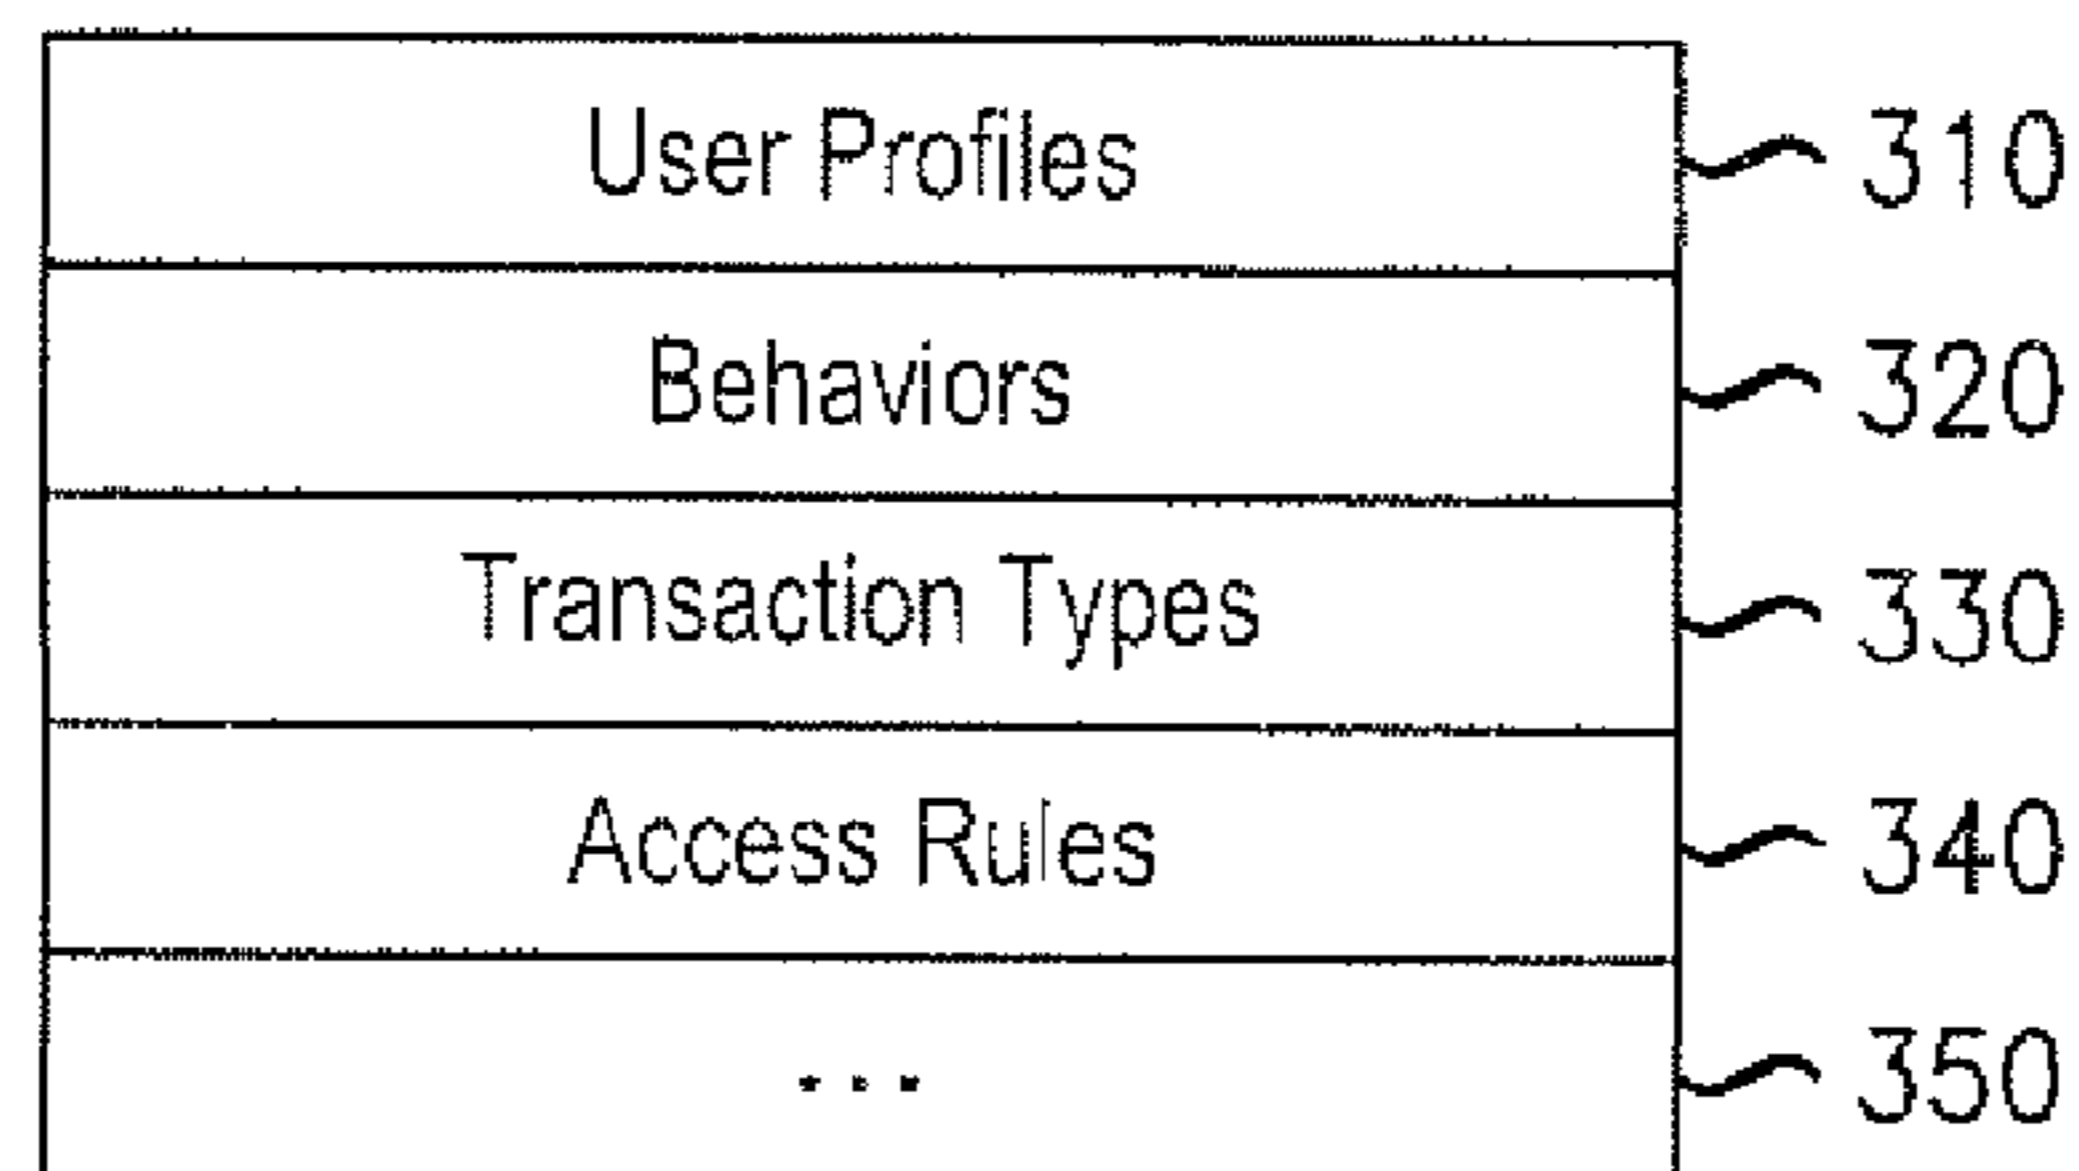 User Profiles 310
Behaviors 320
Transaction Types 330
Access Rules 340
... 350